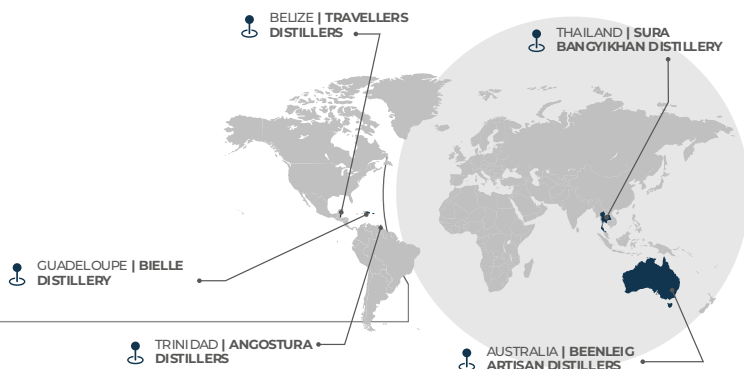 BELIZE | TRAVELLERS
DISTILLERS
THAILAND | SURA
BANGYIKHAN DISTILLERY
GUADELOUPE | BIELLE
DISTILLERY
TRINIDAD | ANGOSTURA
DISTILLERS
AUSTRALIA | BEENLEIG
ARTISAN DISTILLERS